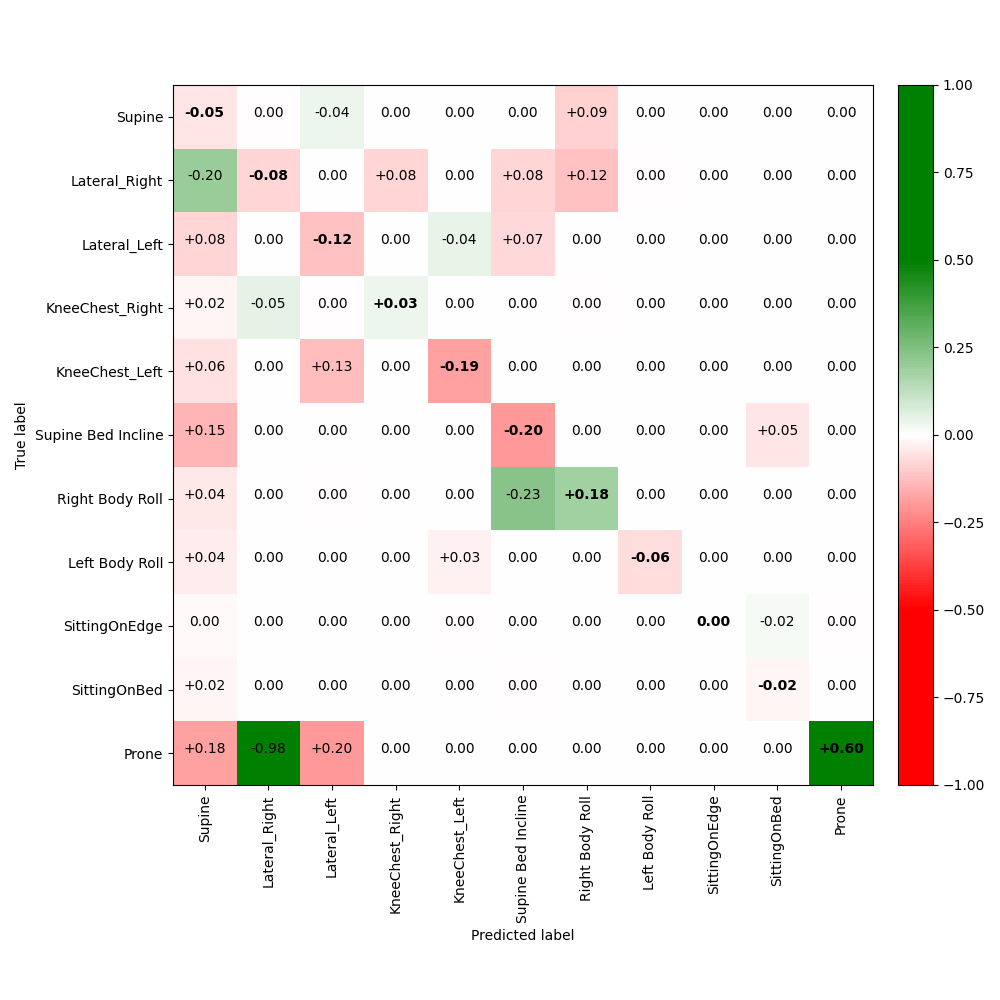 Supine -0.05 0.00 -0.04 0.00 0.00 0.00 +0.09 0.00 0.00 0.00 0.00
Lateral_Right -0.20 -0.08 0.00 +0.08 0.00 +0.08 +0.12 0.00 0.00 0.00 0.00
Lateral_Left +0.08 0.00 -0.12 0.00 -0.04 +0.07 0.00 0.00 0.00 0.00 0.00
KneeChest_Right +0.02 -0.05 0.00 +0.03 0.00 0.00 0.00 0.00 0.00 0.00 0.00
KneeChest_Left +0.06 0.00 +0.13 0.00 -0.19 0.00 0.00 0.00 0.00 0.00 0.00
Supine Bed Incline +0.15 0.00 0.00 0.00 0.00 -0.20 0.00 0.00 0.00 +0.05 0.00
Right Body Roll +0.04 0.00 0.00 0.00 0.00 -0.23 +0.18 0.00 0.00 0.00 0.00
Left Body Roll +0.04 0.00 0.00 0.00 +0.03 0.00 0.00 -0.06 0.00 0.00 0.00
SittingOnEdge 0.00 0.00 0.00 0.00 0.00 0.00 0.00 0.00 0.00 -0.02 0.00
SittingOnBed +0.02 0.00 0.00 0.00 0.00 0.00 0.00 0.00 0.00 -0.02 0.00
Prone +0.18 -0.98 +0.20 0.00 0.00 0.00 0.00 0.00 0.00 0.00 +0.60
True label
Supine
Lateral_Right
Lateral_Left
KneeChest_Right
KneeChest_Left
Supine Bed Incline
Right Body Roll
Left Body Roll
SittingOnEdge
SittingOnBed
Prone
Predicted label
1.00
0.75
0.50
0.25
0.00
−0.25
−0.50
−0.75
−1.00